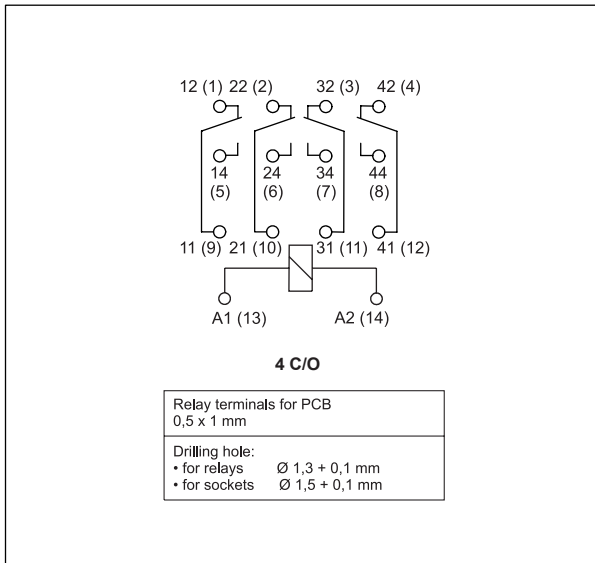 12 (1) 22 (2) 32 (3) 42 (4)
14 24 34 44
(5) (6) (7) (8)
11 (9) 21 (10) 31 (11) 41 (12)
A1 (13) A2 (14)
4 C/O
Relay terminals for PCB
0,5 x 1 mm
Drilling hole:
• for relays Ø 1,3 + 0,1 mm
• for sockets Ø 1,5 + 0,1 mm